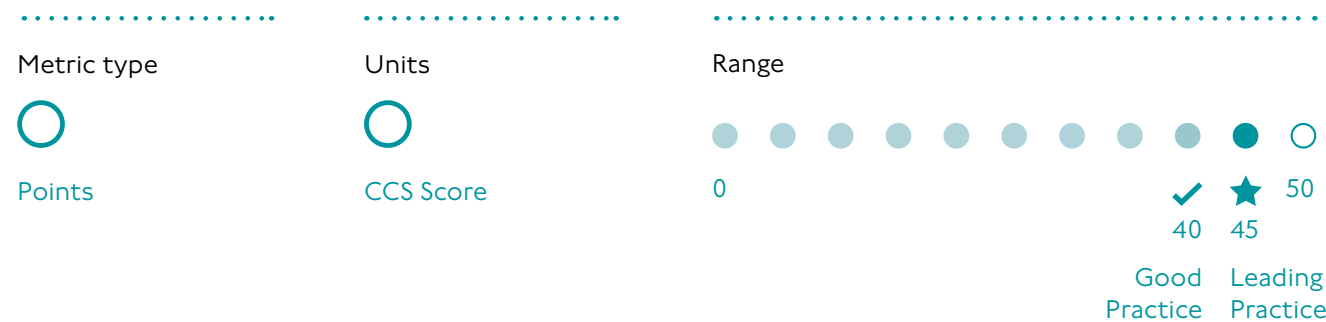 Metric type
Points
Units
CCS Score
Range
0
40
45
50
Good Practice
Leading Practice